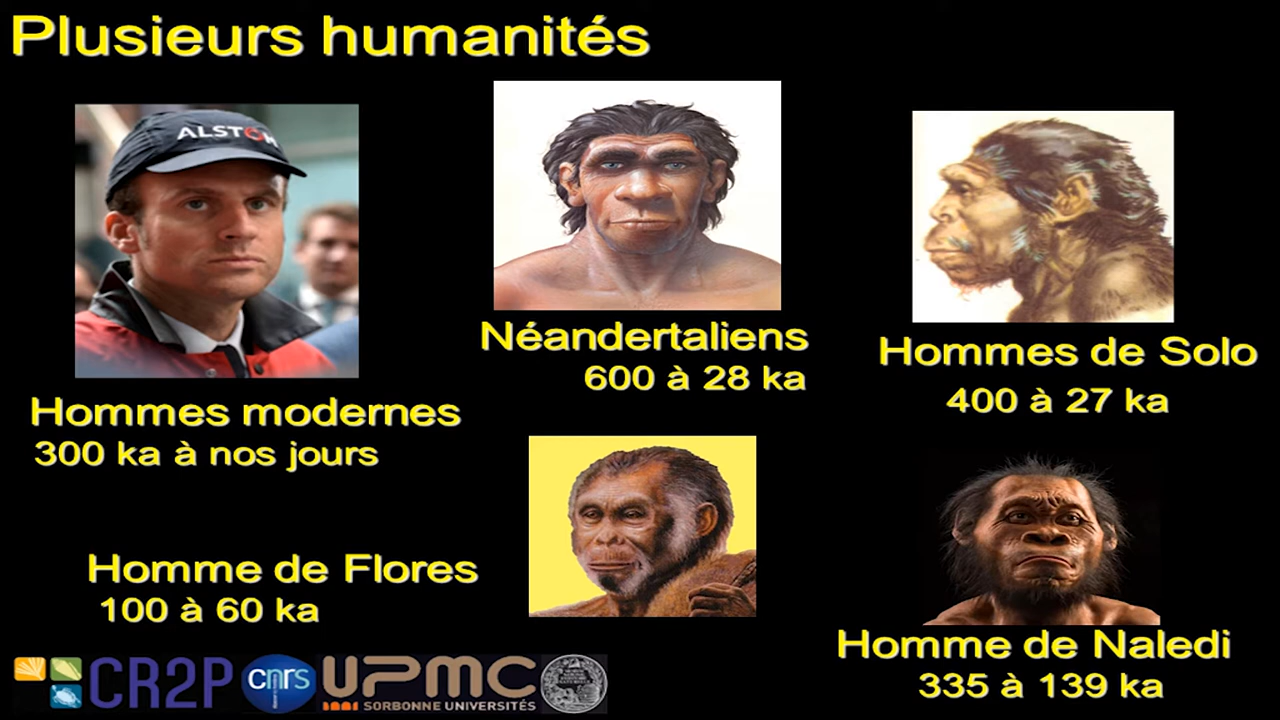 Plusieurs humanités
ALSTOM
Hommes modernes
300 ka à nos jours
Néandertaliens
600 à 28 ka
Hommes de Solo
400 à 27 ka
Homme de Flores
100 à 60 ka
Homme de Naledi
335 à 139 ka
CR2P
cnrs
UPMC
SORBONNE UNIVERSITÉS